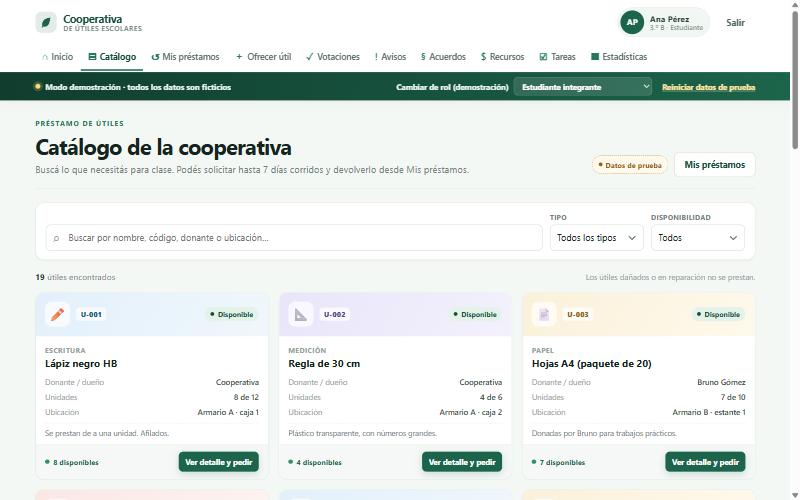 Cooperativa
DE ÚTILES ESCOLARES
AP
Ana Pérez
3.º B · Estudiante
Salir
Inicio
Catálogo
Mis préstamos
+ Ofrecer útil
✓ Votaciones
! Avisos
§ Acuerdos
$ Recursos
Tareas
Estadísticas
Modo demostración · todos los datos son ficticios
Cambiar de rol (demostración)
Estudiante integrante
Reiniciar datos de prueba
PRÉSTAMO DE ÚTILES
Catálogo de la cooperativa
Buscá lo que necesitás para clase. Podés solicitar hasta 7 días corridos y devolverlo desde Mis préstamos.
Datos de prueba
Mis préstamos
TIPO
DISPONIBILIDAD
Buscar por nombre, código, donante o ubicación...
Todos los tipos
Todos
19 útiles encontrados
Los útiles dañados o en reparación no se prestan.
U-001
Disponible
ESCRITURA
Lápiz negro HB
Donante / dueño
Cooperativa
Unidades
8 de 12
Ubicación
Armario A · caja 1
Se prestan de a una unidad. Afilados.
8 disponibles
Ver detalle y pedir
U-002
Disponible
MEDICIÓN
Regla de 30 cm
Donante / dueño
Cooperativa
Unidades
4 de 6
Ubicación
Armario A · caja 2
Plástico transparente, con números grandes.
4 disponibles
Ver detalle y pedir
U-003
Disponible
PAPEL
Hojas A4 (paquete de 20)
Donante / dueño
Bruno Gómez
Unidades
7 de 10
Ubicación
Armario B · estante 1
Donadas por Bruno para trabajos prácticos.
7 disponibles
Ver detalle y pedir